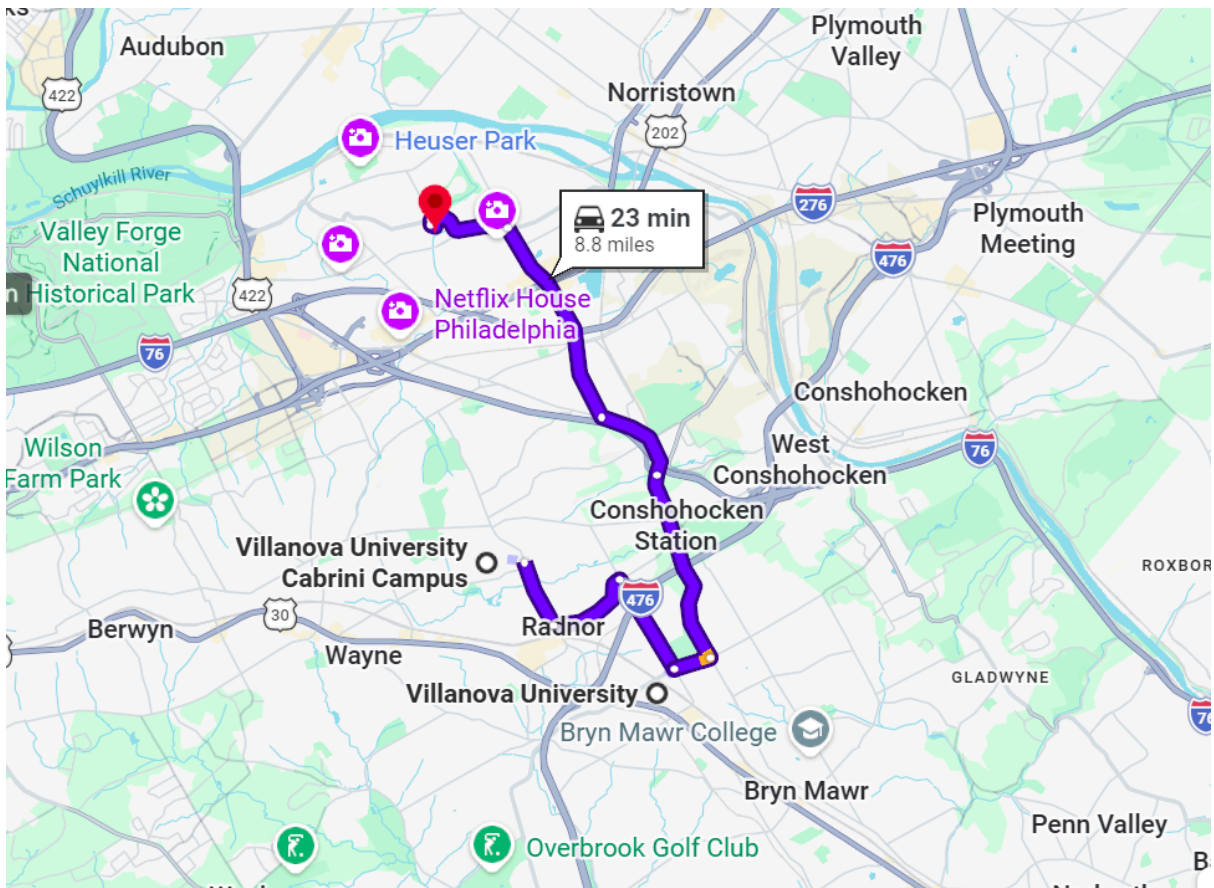 Audubon
Plymouth
Valley
422
Norristown
202
Heuser Park
Schuylkill River
276
23 min
8.8 miles
Plymouth
Meeting
Valley Forge
National
Historical Park
476
422
Netflix House
Philadelphia
76
Conshohocken
West
Conshohocken
76
Wilson
Farm Park
Conshohocken
Station
Villanova University
Cabrini Campus
476
30
Radnor
Berwyn
Wayne
GLADWYNE
Villanova University
76
Bryn Mawr College
Bryn Mawr
Penn Valley
Overbrook Golf Club